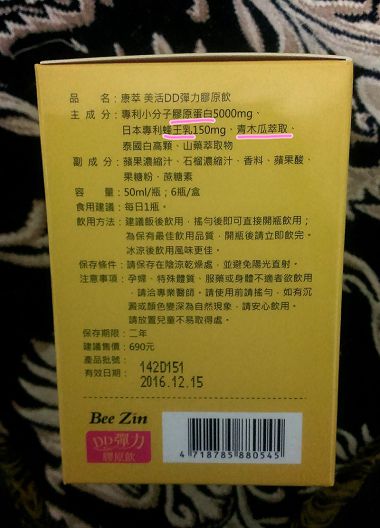 品　　名：康萃 美活DD彈力膠原飲
主 成 分：專利小分子膠原蛋白5000mg、
日本專利蜂王乳150mg、青木瓜萃取、
泰國白高顆、山藥萃取物
副 成 分：蘋果濃縮汁、石榴濃縮汁、香料、蘋果酸、
果糖粉、蔗糖素
容　　量：50ml/瓶；6瓶/盒
食用建議：每日1瓶。
飲用方法：建議飯後飲用，搖勻後即可直接開瓶飲用；
為保有最佳飲用品質，開瓶後請立即飲完。
冰涼後飲用風味更佳。
保存條件：請保存在陰涼乾燥處，並避免陽光直射。
注意事項：孕婦、特殊體質、服藥或身體不適者欲飲用
，請洽專業醫師。請使用前請搖勻，如有沉
澱或顏色變深為自然現象，請安心飲用。
請放置兒童不易取得處。
保存期限：二年
建議售價：690元
產品批號：142D151
有效日期：2016.12.15
Bee Zin
DD彈力
膠原飲
4 718785 880545